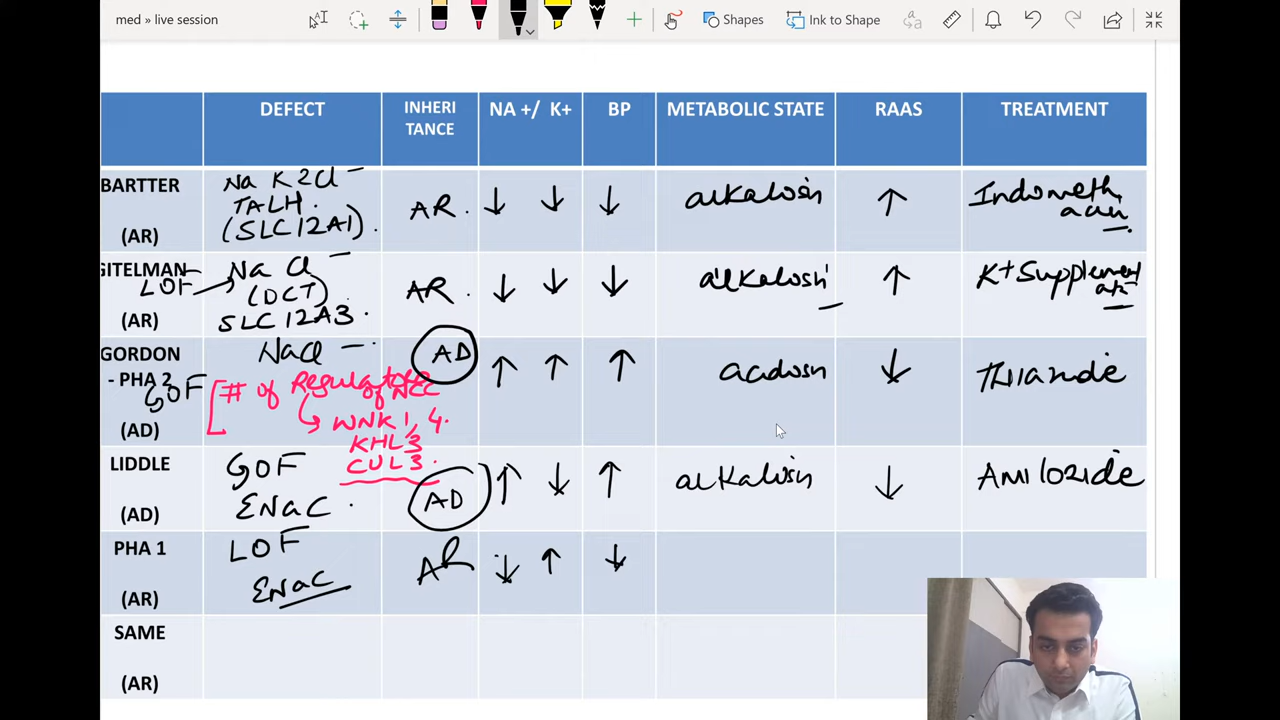 med » live session
Shapes
Ink to Shape
DEFECT
INHERI
TANCE
NA +/ K+
BP
METABOLIC STATE
RAAS
TREATMENT
BARTTER
(AR)
Na K2Cl-
TALH.
(SLC12A1).
AR.
↓ ↓ ↓
alkalosis
↑
Indometh
acin.
GITELMAN
LOF
(AR)
Na Cl-
(DCT)
SLC12A3.
AR.
↓ ↓ ↓
alkalosis
↑
K+ Supplement
atn
GORDON
- PHA 2
GOF
(AD)
NaCl -
# of Regulators
of NCC
WNK 1, 4.
KHL3
CUL3.
AD
↑ ↑ ↑
acidosis
↓
Thiazide
LIDDLE
(AD)
GOF
ENaC.
AD
↑ ↓ ↑
alkalosis
↓
Amiloride
PHA 1
(AR)
LOF
ENaC
AR
↓ ↑ ↓
SAME
(AR)